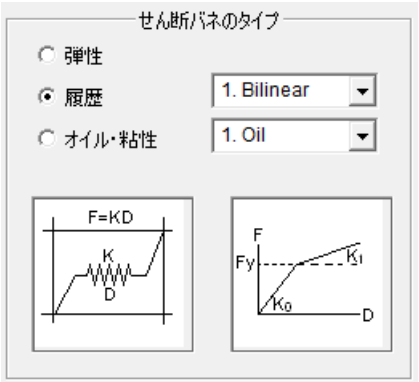 せん断バネのタイプ
弾性
履歴
1. Bilinear
オイル・粘性
1. Oil
F=KD
K
D
F
Fy
K1
K0
D